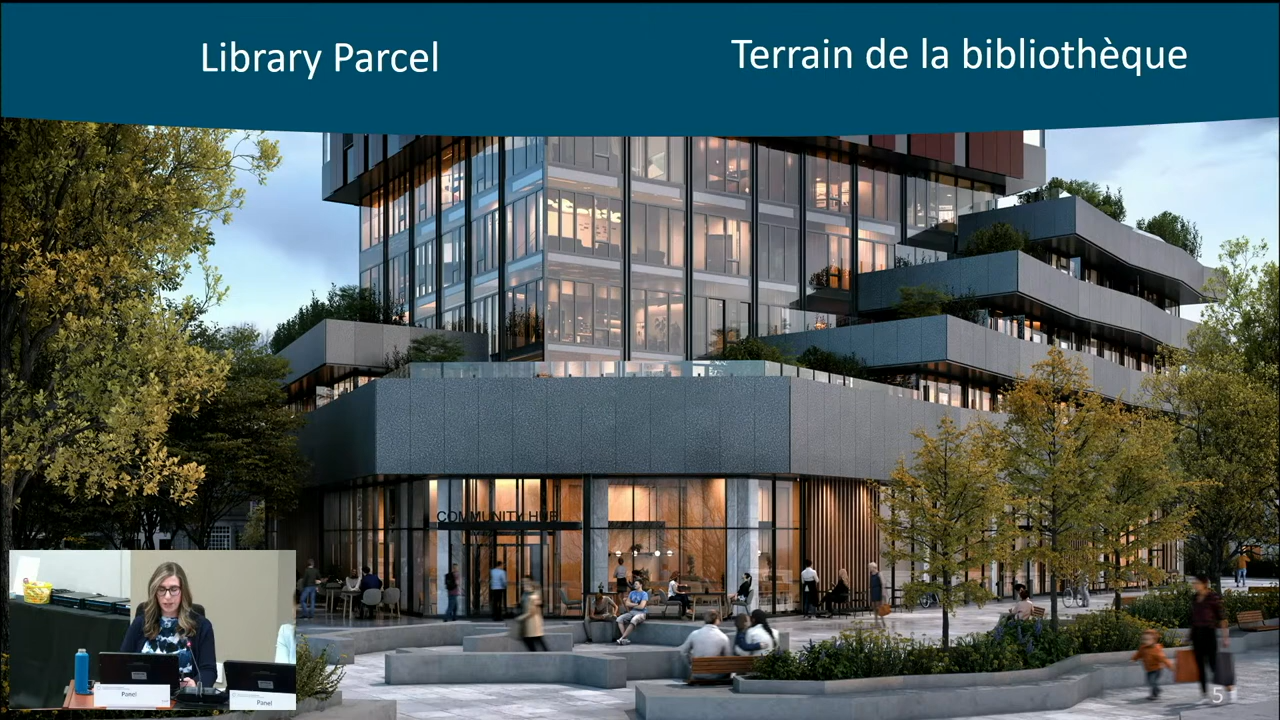 Library Parcel
Terrain de la bibliothèque
COMMUNITY HUB
Panel
Panel
5